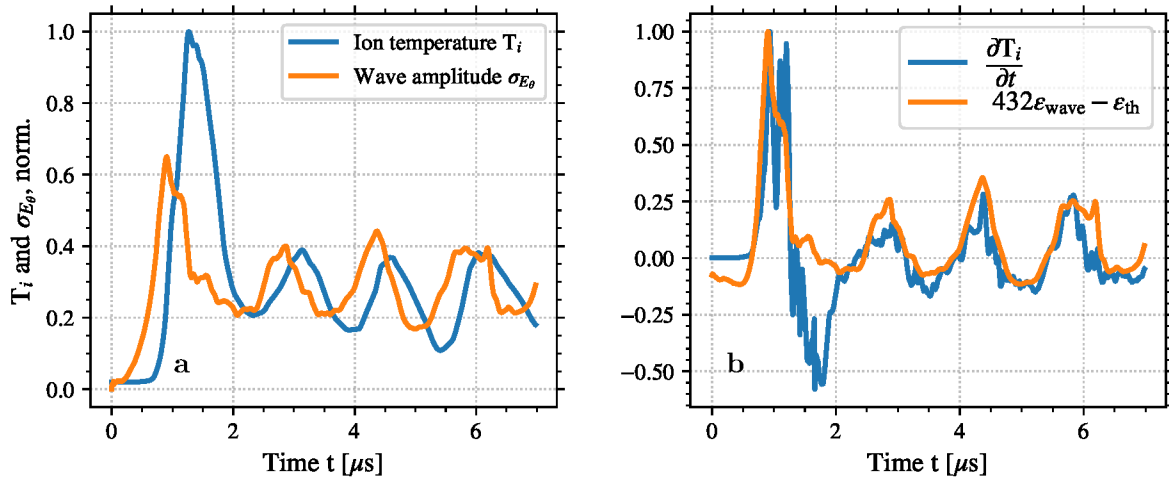 1.0
0.8
0.6
0.4
0.2
0.0
T_i and σ_{E_θ}, norm.
Ion temperature T_i
Wave amplitude σ_{E_θ}
a
0 2 4 6
Time t [μs]
1.00
0.75
0.50
0.25
0.00
−0.25
−0.50
∂T_i
∂t
432ε_wave − ε_th
b
0 2 4 6
Time t [μs]